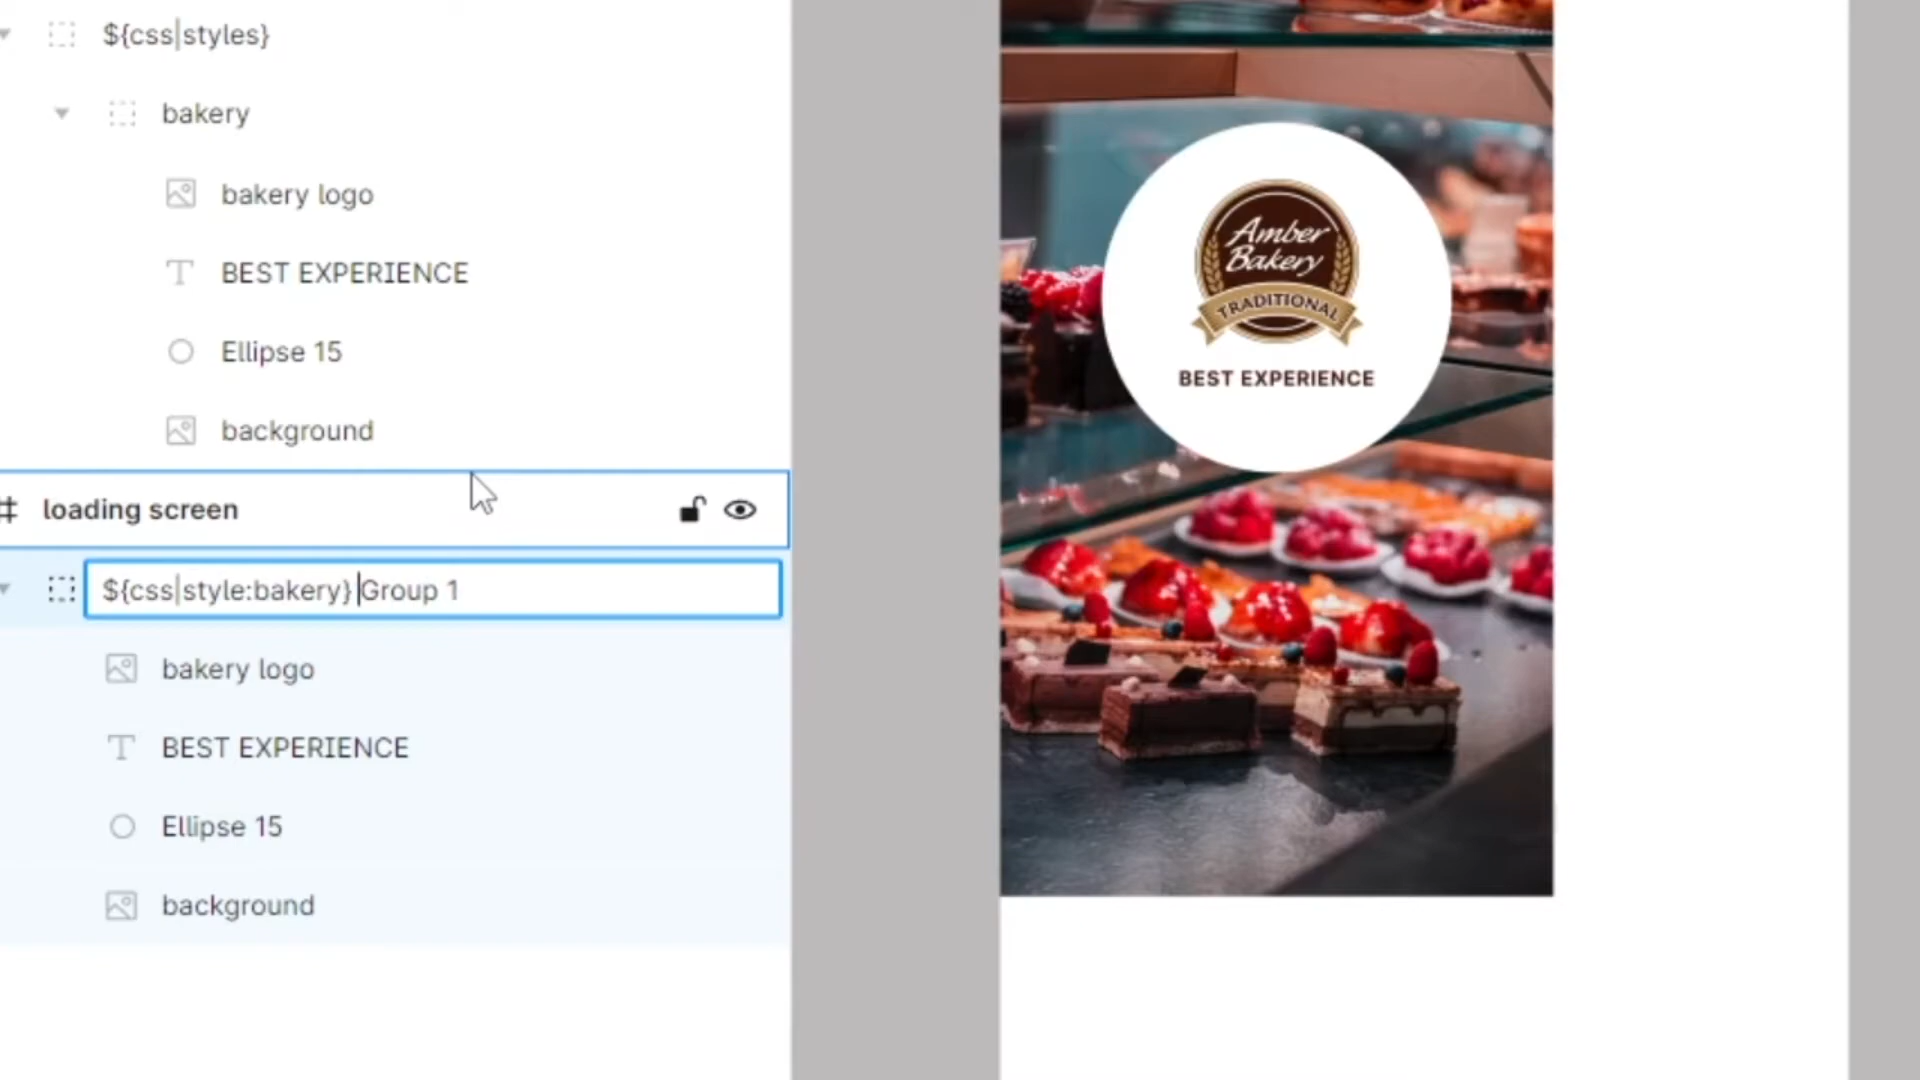 ${css|styles}
bakery
bakery logo
BEST EXPERIENCE
Ellipse 15
background
loading screen
${css|style:bakery} Group 1
bakery logo
BEST EXPERIENCE
Ellipse 15
background
Amber
Bakery
TRADITIONAL
BEST EXPERIENCE